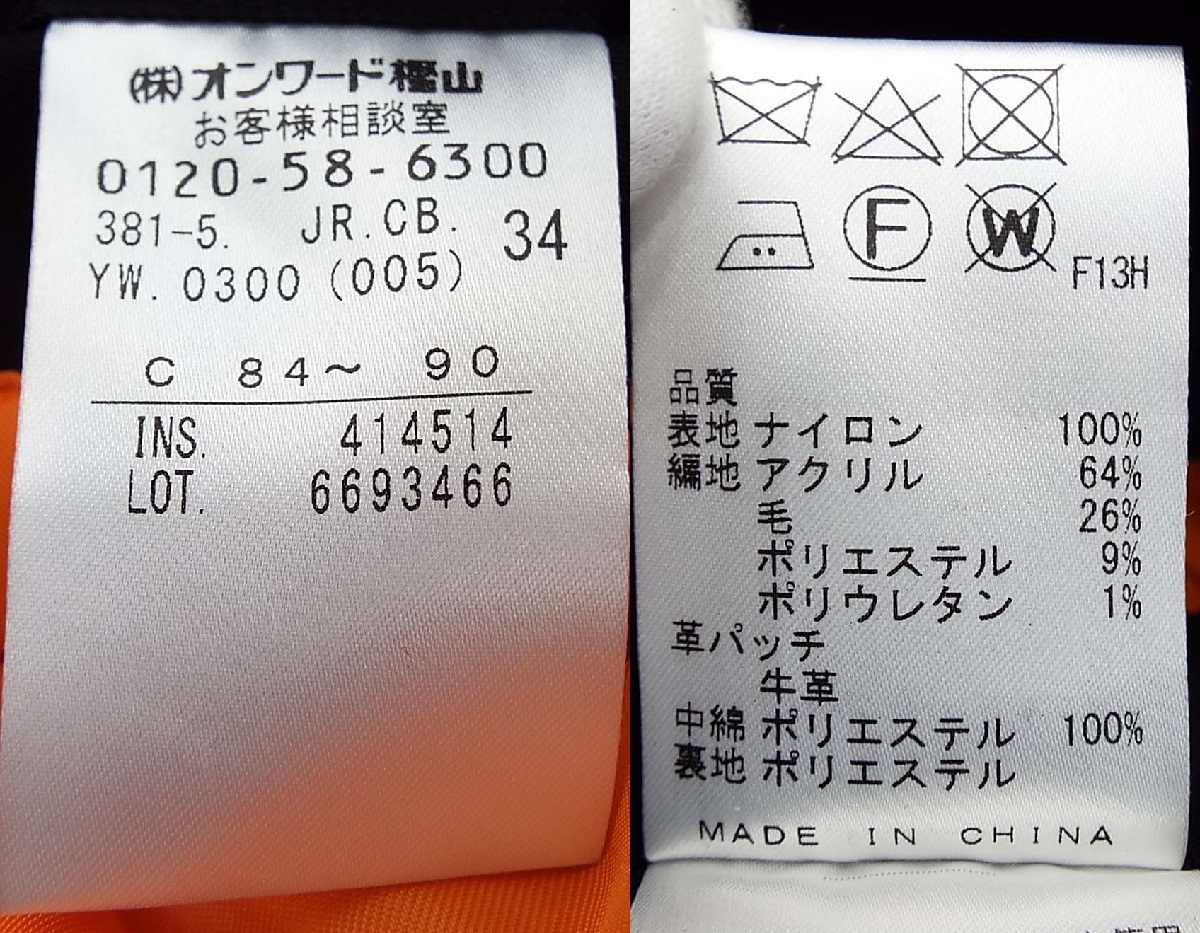 ㈱オンワード樫山
お客様相談室
0120-58-6300
381-5. JR.CB. 34
YW. 0300 (005)
C 84～ 90
INS. 414514
LOT. 6693466
F W F13H
品質
表地 ナイロン 100%
編地 アクリル 64%
毛 26%
ポリエステル 9%
ポリウレタン 1%
革パッチ
牛革
中綿 ポリエステル 100%
裏地 ポリエステル
MADE IN CHINA